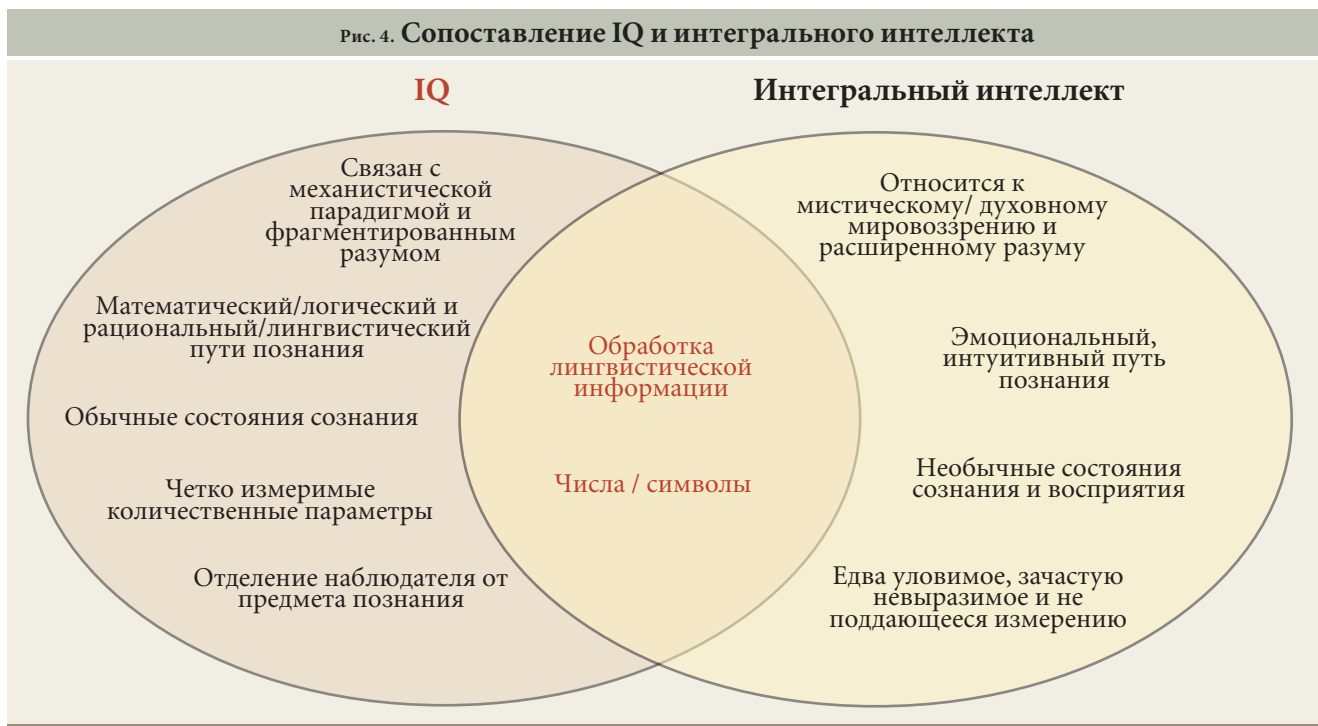 Рис. 4. Сопоставление IQ и интегрального интеллекта
IQ
Связан с
механистической
парадигмой и
фрагментированным
разумом
Математический/логический и
рациональный/лингвистический
пути познания
Обычные состояния сознания
Четко измеримые
количественные параметры
Отделение наблюдателя от
предмета познания
Обработка
лингвистической
информации
Числа / символы
Интегральный интеллект
Относится к
мистическому/ духовному
мировоззрению и
расширенному разуму
Эмоциональный,
интуитивный путь
познания
Необычные состояния
сознания и восприятия
Едва уловимое, зачастую
невыразимое и не
поддающееся измерению